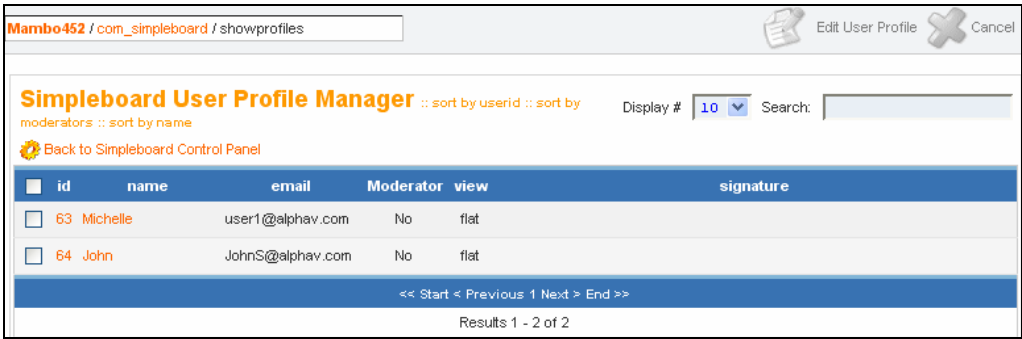 Mambo452 / com_simpleboard / showprofiles
Edit User Profile Cancel
Simpleboard User Profile Manager :: sort by userid :: sort by
moderators :: sort by name
Display # 10 Search:
Back to Simpleboard Control Panel
id name email Moderator view signature
63 Michelle user1@alphav.com No flat
64 John JohnS@alphav.com No flat
<< Start < Previous 1 Next > End >>
Results 1 - 2 of 2